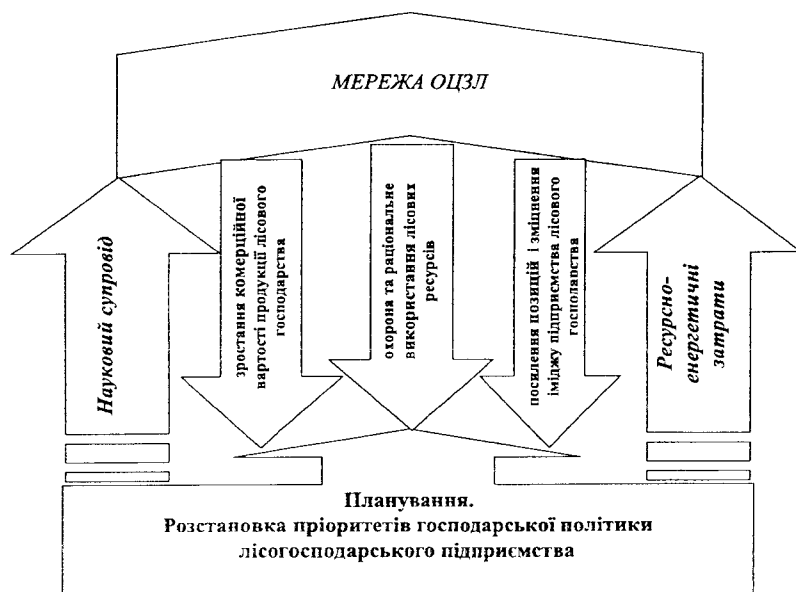 МЕРЕЖА ОЦЗЛ
Науковий супровід
зростання комерційної
вартості продукції лісового
господарства
охорона та раціональне
використання лісових
ресурсів
посилення позицій і зміцнення
іміджу підприємства лісового
господарства
Ресурсно-
енергетичні
затрати
Планування.
Розстановка пріоритетів господарської політики
лісогосподарського підприємства